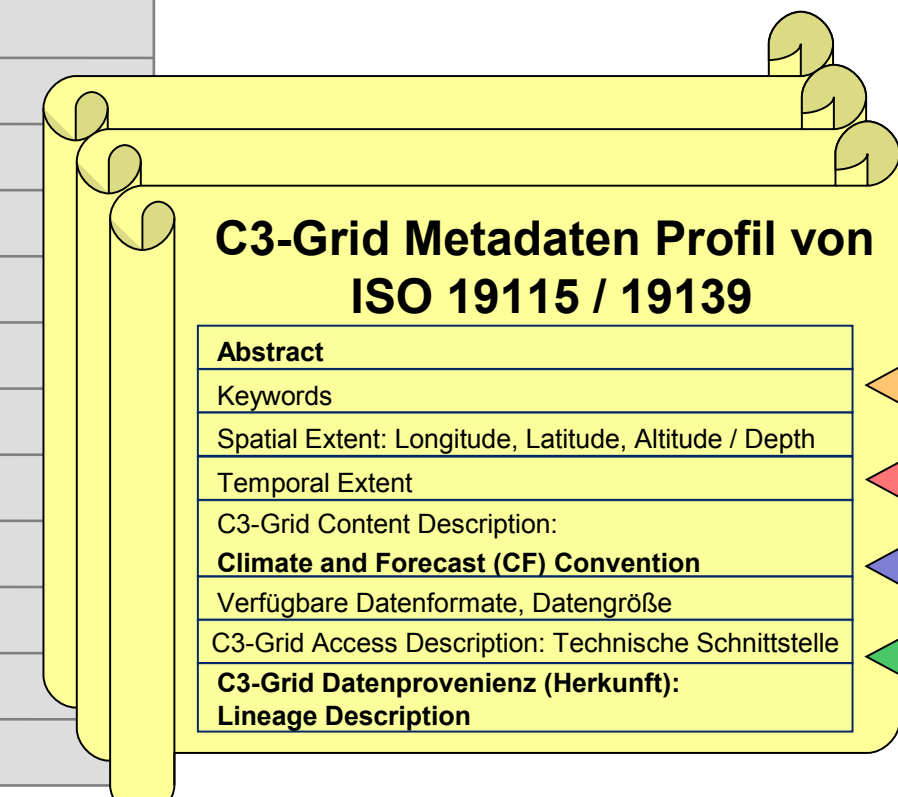 C3-Grid Metadaten Profil von
ISO 19115 / 19139
Abstract
Keywords
Spatial Extent: Longitude, Latitude, Altitude / Depth
Temporal Extent
C3-Grid Content Description:
Climate and Forecast (CF) Convention
Verfügbare Datenformate, Datengröße
C3-Grid Access Description: Technische Schnittstelle
C3-Grid Datenprovenienz (Herkunft):
Lineage Description